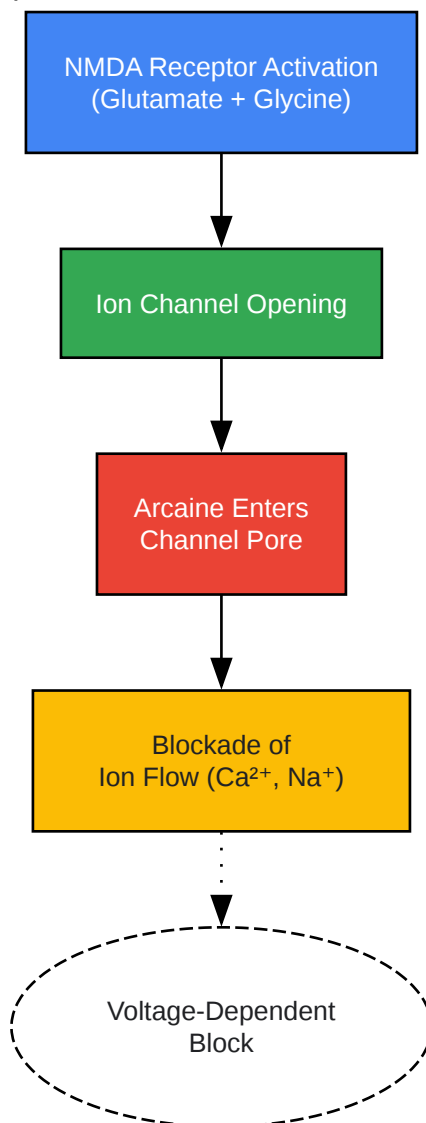 NMDA Receptor Activation
(Glutamate + Glycine)
Ion Channel Opening
Arcaine Enters
Channel Pore
Blockade of
Ion Flow (Ca²⁺, Na⁺)
Voltage-Dependent
Block